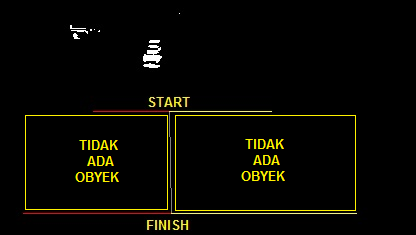 START
TIDAK
ADA
OBYEK
TIDAK
ADA
OBYEK
FINISH